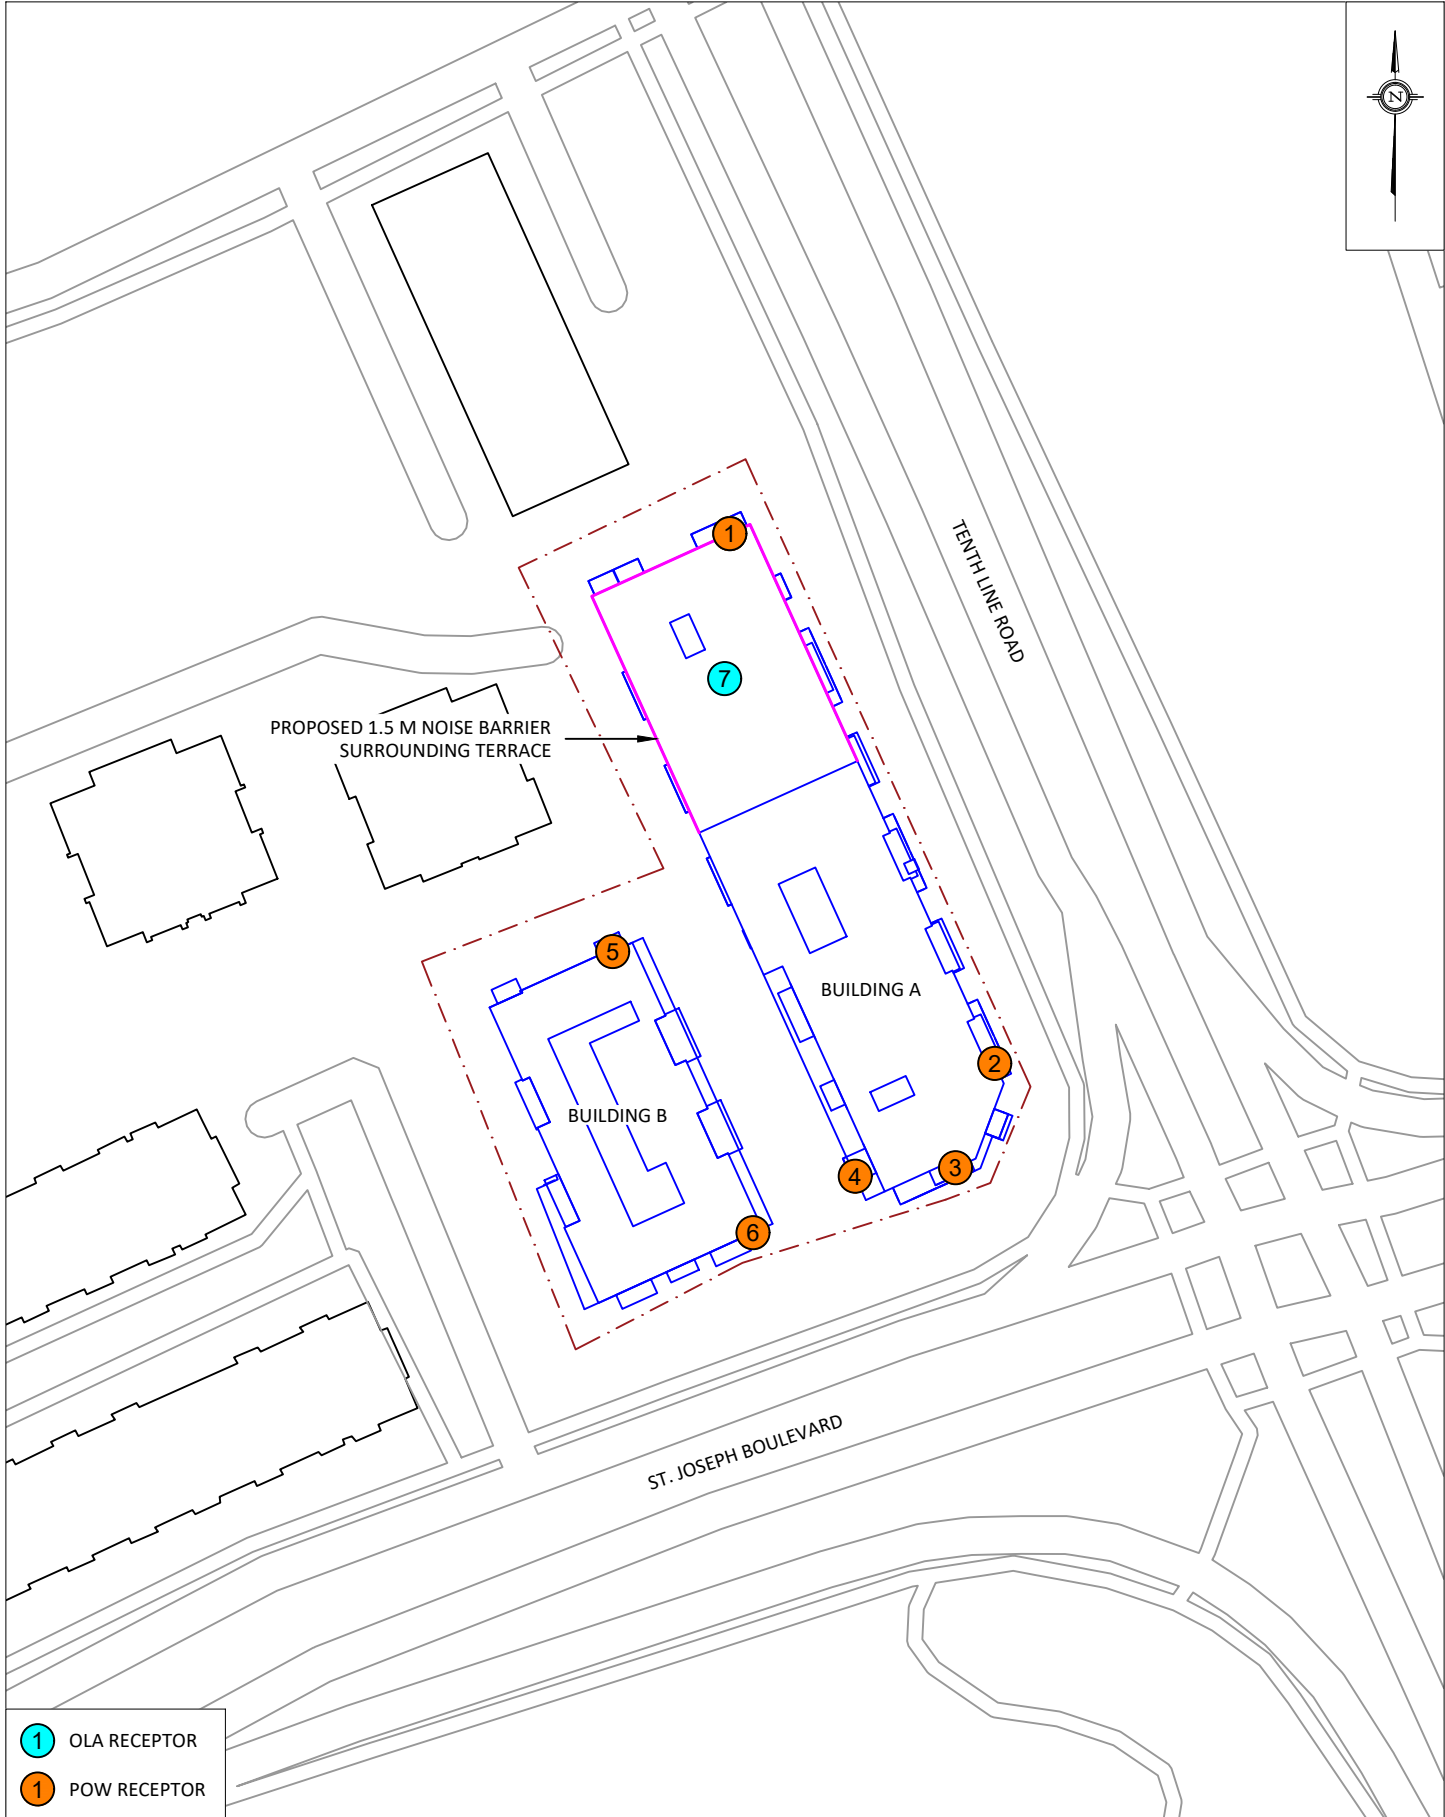 N
1
TENTH LINE ROAD
7
PROPOSED 1.5 M NOISE BARRIER
SURROUNDING TERRACE
5
BUILDING A
2
BUILDING B
3
4
6
ST. JOSEPH BOULEVARD
1 OLA RECEPTOR
1 POW RECEPTOR